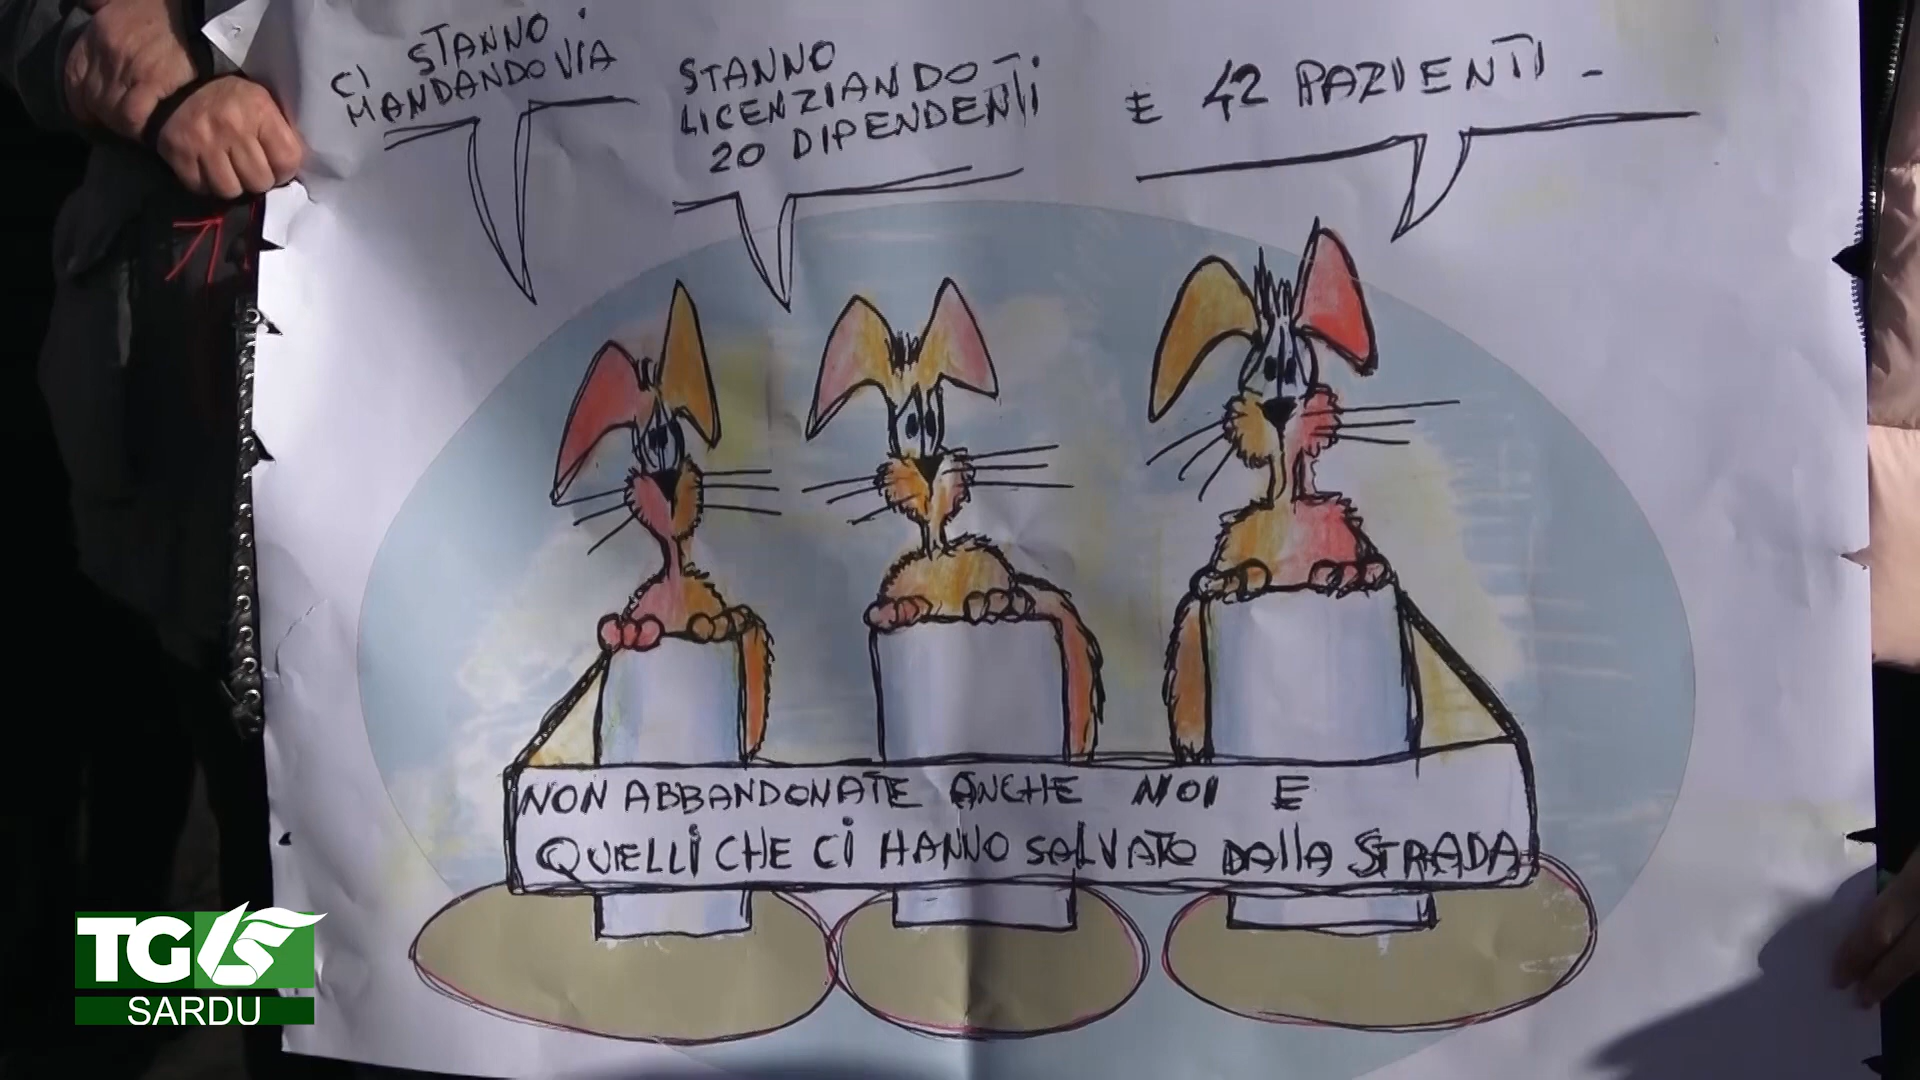 CI STANNO
MANDANDO VIA
STANNO
LICENZIANDO
20 DIPENDENTI
E 42 PAZIENTI -
NON ABBANDONATE ANCHE NOI E
QUELLI CHE CI HANNO SALVATO DALLA STRADA
TG
SARDU